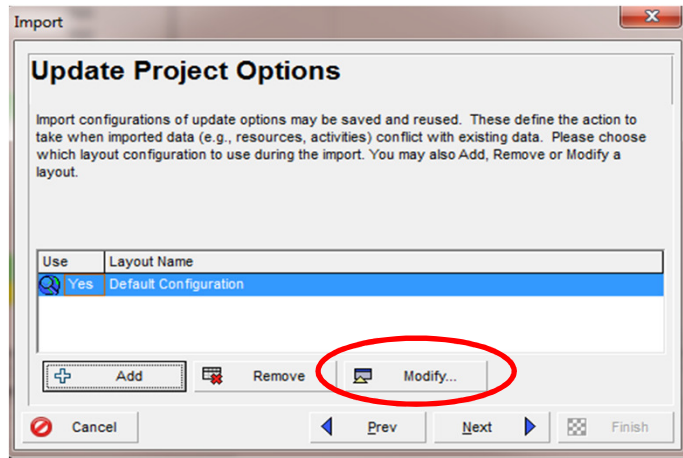 Import
Update Project Options
Import configurations of update options may be saved and reused. These define the action to
take when imported data (e.g., resources, activities) conflict with existing data. Please choose
which layout configuration to use during the import. You may also Add, Remove or Modify a
layout.
Use Layout Name
Yes Default Configuration
Add Remove Modify...
Cancel Prev Next Finish